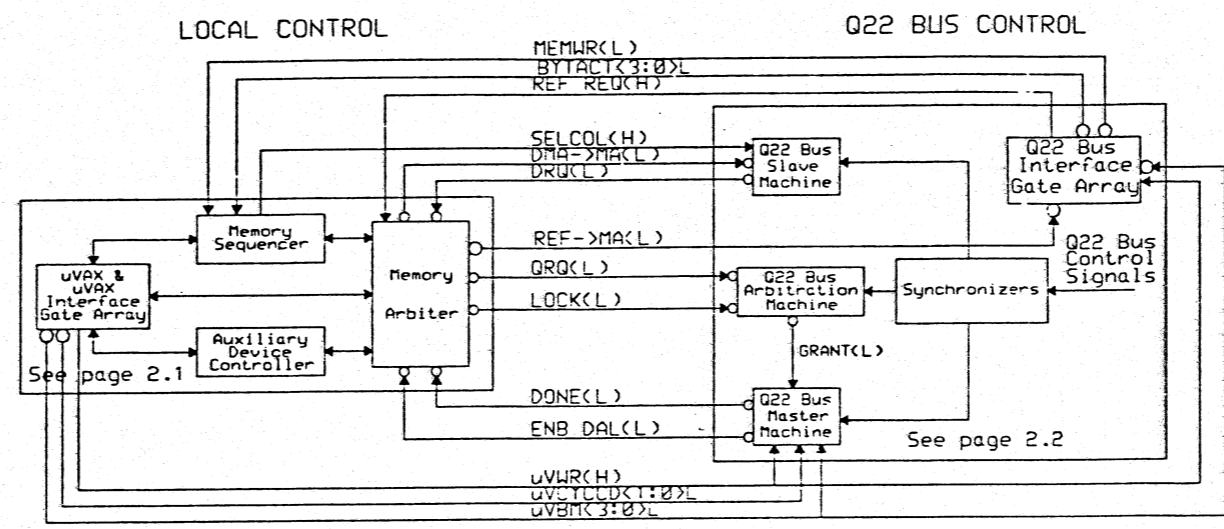 LOCAL CONTROL
Q22 BUS CONTROL
MEMWR(L)
BYTACT<3:0>L
REF REQ(H)
SELCOL(H)
DMA->MA(L)
DRQ(L)
Q22 Bus
Slave
Machine
Q22 Bus
Interface
Gate Array
Memory
Sequencer
REF->MA(L)
Q22 Bus
Control
Signals
uVAX &
uVAX
Interface
Gate Array
Memory
Arbiter
QRQ(L)
LOCK(L)
Q22 Bus
Arbitrction
Machine
Synchronizers
Auxiliary
Device
Controller
GRANT(L)
See page 2.1
DONE(L)
ENB DAL(L)
Q22 Bus
Master
Machine
See page 2.2
uVWR(H)
uVCYCCD<1:0>L
uVBM<3:0>L